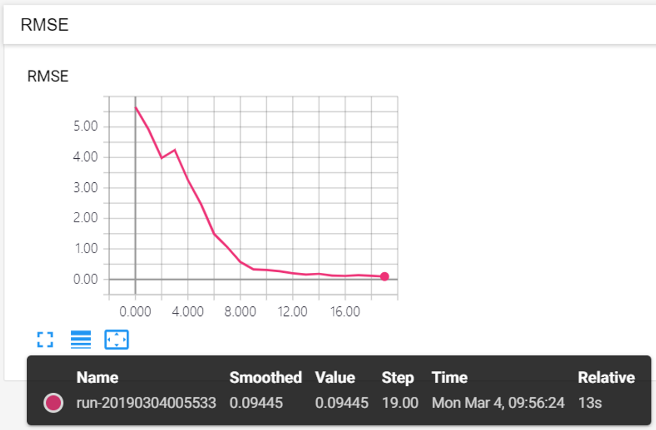 RMSE
RMSE
5.00
4.00
3.00
2.00
1.00
0.00
0.000 4.000 8.000 12.00 16.00
Name Smoothed Value Step Time Relative
run-20190304005533 0.09445 0.09445 19.00 Mon Mar 4, 09:56:24 13s